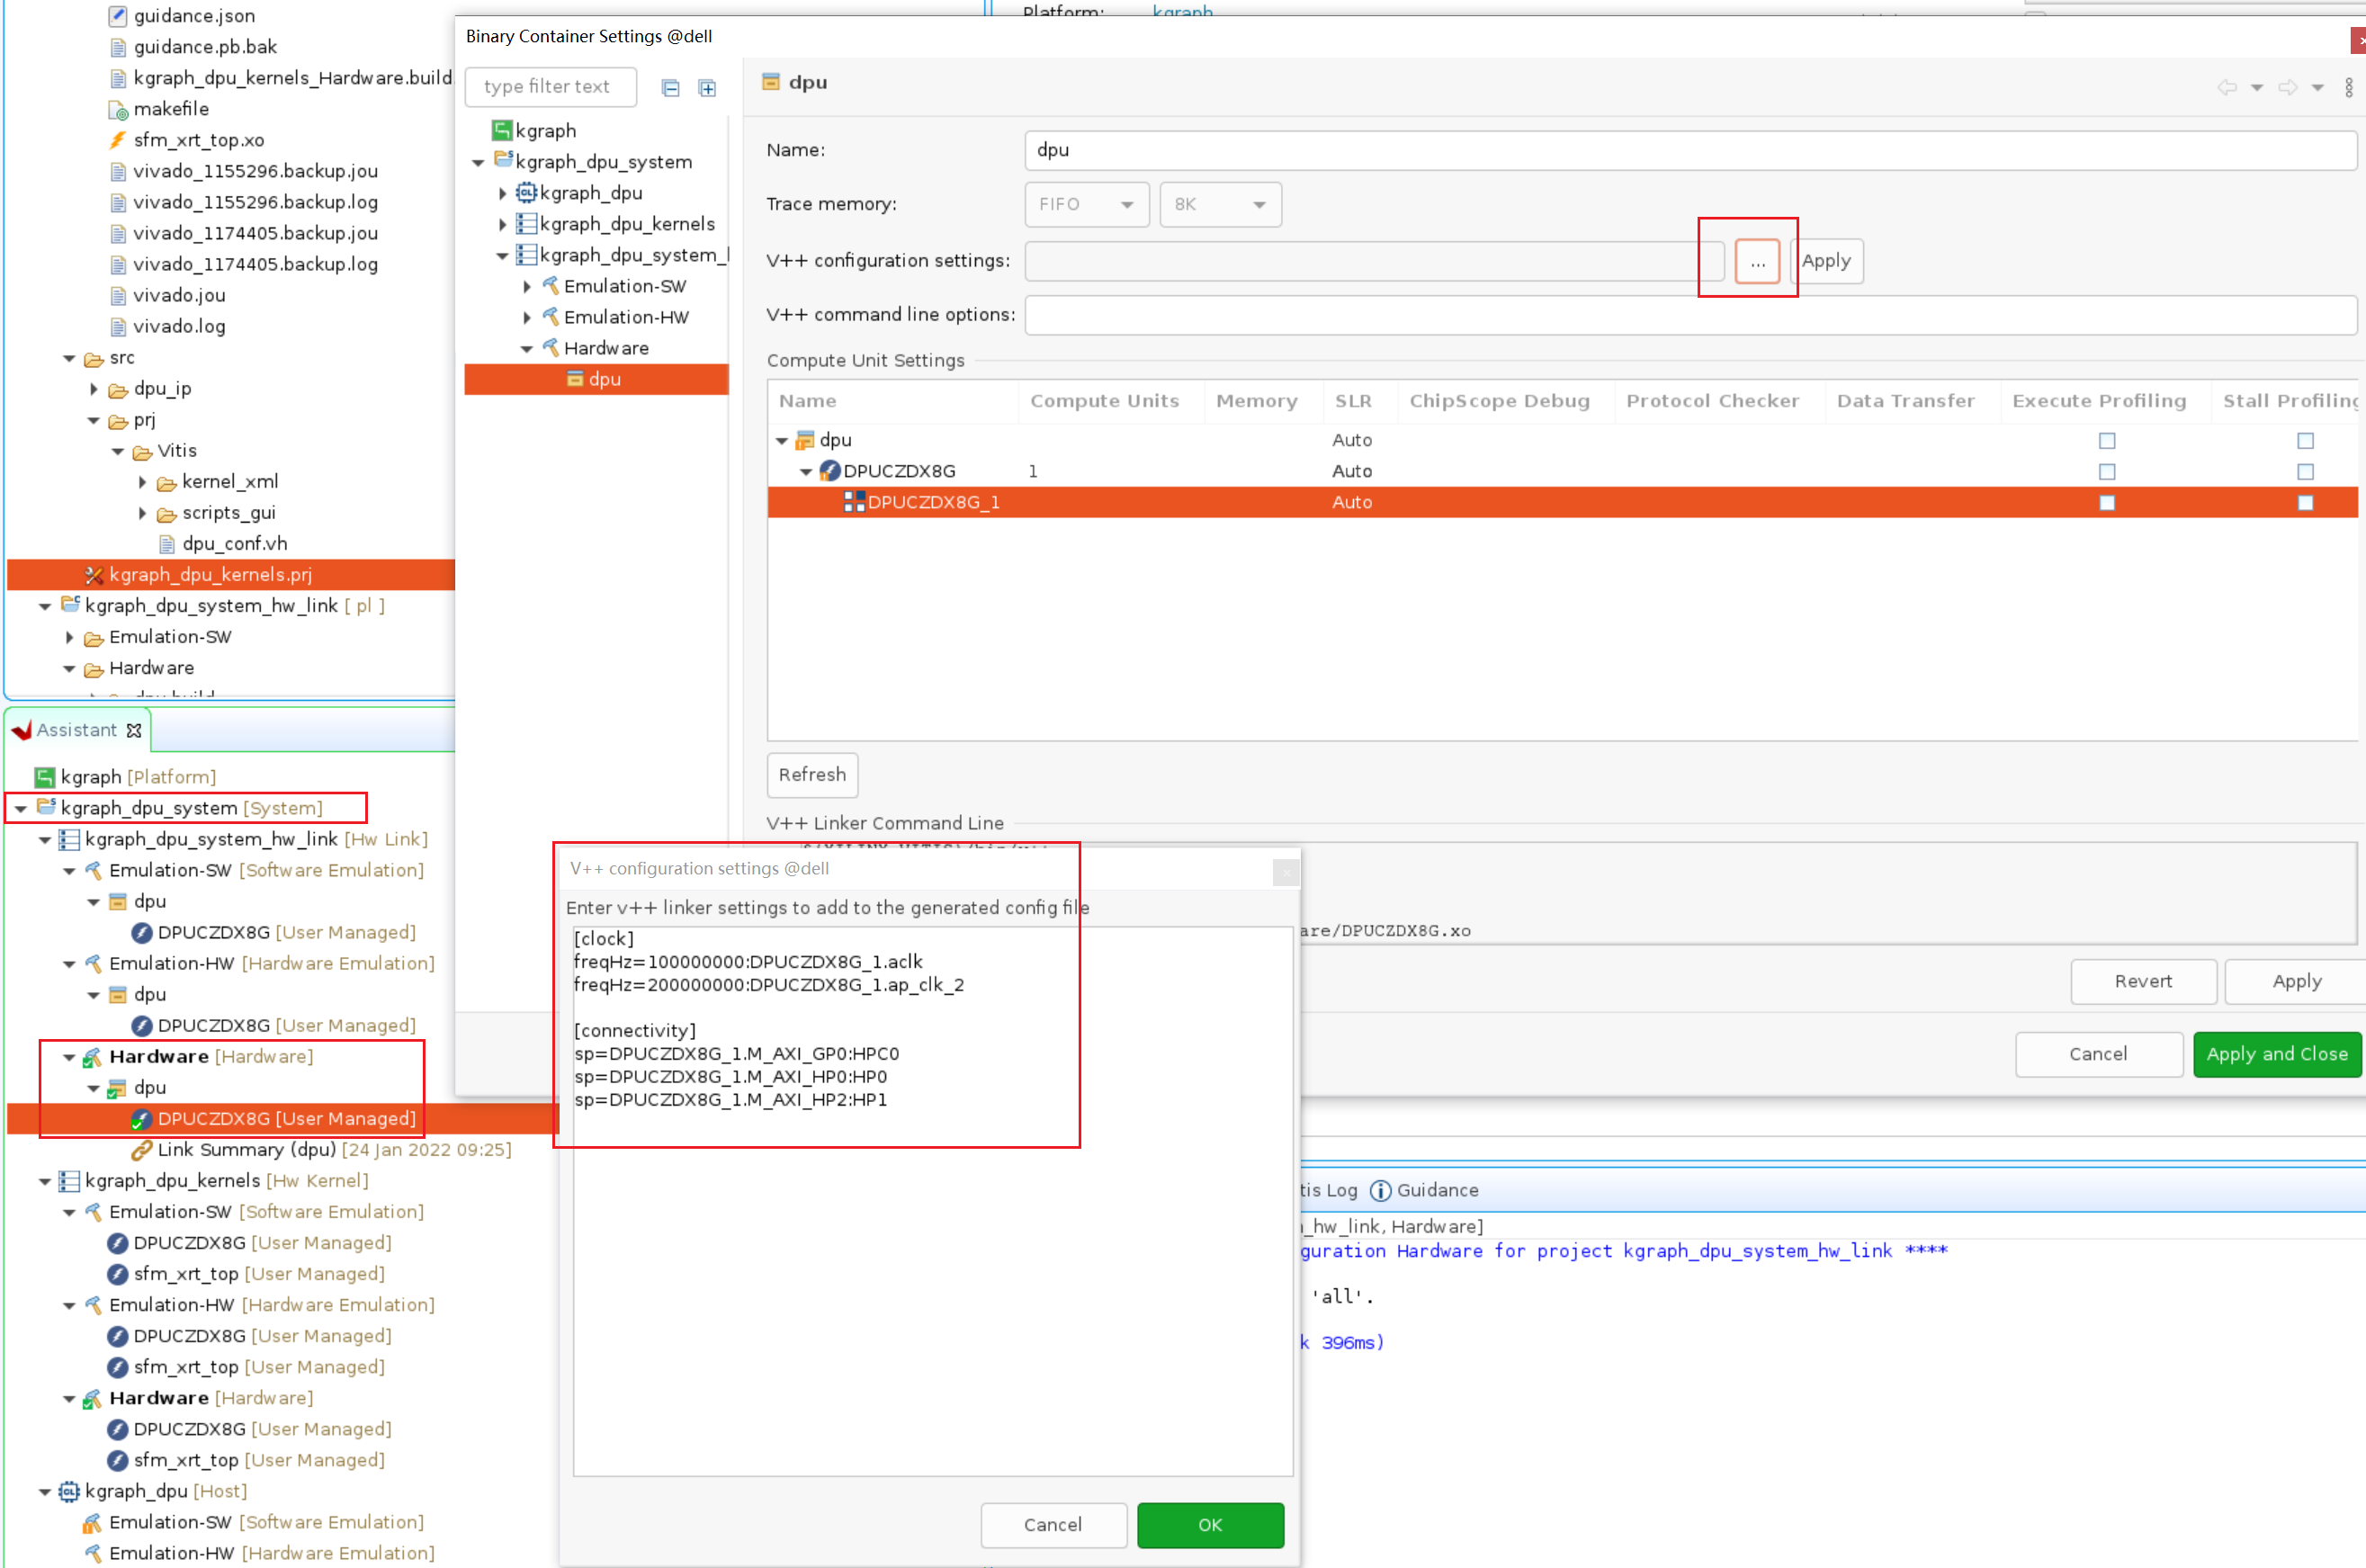 guidance.json
guidance.pb.bak
kgraph_dpu_kernels_Hardware.build
makefile
sfm_xrt_top.xo
vivado_1155296.backup.jou
vivado_1155296.backup.log
vivado_1174405.backup.jou
vivado_1174405.backup.log
vivado.jou
vivado.log
src
dpu_ip
prj
Vitis
kernel_xml
scripts_gui
dpu_conf.vh
kgraph_dpu_kernels.prj
kgraph_dpu_system_hw_link [ pl ]
Emulation-SW
Hardware
dpu.build
Assistant
kgraph [Platform]
kgraph_dpu_system [System]
kgraph_dpu_system_hw_link [Hw Link]
Emulation-SW [Software Emulation]
dpu
DPUCZDX8G [User Managed]
Emulation-HW [Hardware Emulation]
dpu
DPUCZDX8G [User Managed]
Hardware [Hardware]
dpu
DPUCZDX8G [User Managed]
Link Summary (dpu) [24 Jan 2022 09:25]
kgraph_dpu_kernels [Hw Kernel]
Emulation-SW [Software Emulation]
DPUCZDX8G [User Managed]
sfm_xrt_top [User Managed]
Emulation-HW [Hardware Emulation]
DPUCZDX8G [User Managed]
sfm_xrt_top [User Managed]
Hardware [Hardware]
DPUCZDX8G [User Managed]
sfm_xrt_top [User Managed]
kgraph_dpu [Host]
Emulation-SW [Software Emulation]
Emulation-HW [Hardware Emulation]
Platform: kgraph
Binary Container Settings @dell
type filter text
kgraph
kgraph_dpu_system
kgraph_dpu
kgraph_dpu_kernels
kgraph_dpu_system_l
Emulation-SW
Emulation-HW
Hardware
dpu
dpu
Name: dpu
Trace memory: FIFO 8K
V++ configuration settings: ... Apply
V++ command line options:
Compute Unit Settings
Name Compute Units Memory SLR ChipScope Debug Protocol Checker Data Transfer Execute Profiling Stall Profiling
dpu Auto
DPUCZDX8G 1 Auto
DPUCZDX8G_1 Auto
Refresh
V++ Linker Command Line
are/DPUCZDX8G.xo
Revert Apply
Cancel Apply and Close
V++ configuration settings @dell
Enter v++ linker settings to add to the generated config file
[clock]
freqHz=100000000:DPUCZDX8G_1.aclk
freqHz=200000000:DPUCZDX8G_1.ap_clk_2
[connectivity]
sp=DPUCZDX8G_1.M_AXI_GP0:HPC0
sp=DPUCZDX8G_1.M_AXI_HP0:HP0
sp=DPUCZDX8G_1.M_AXI_HP2:HP1
Cancel OK
tis Log Guidance
_hw_link, Hardware]
guration Hardware for project kgraph_dpu_system_hw_link ****
'all'.
k 396ms)